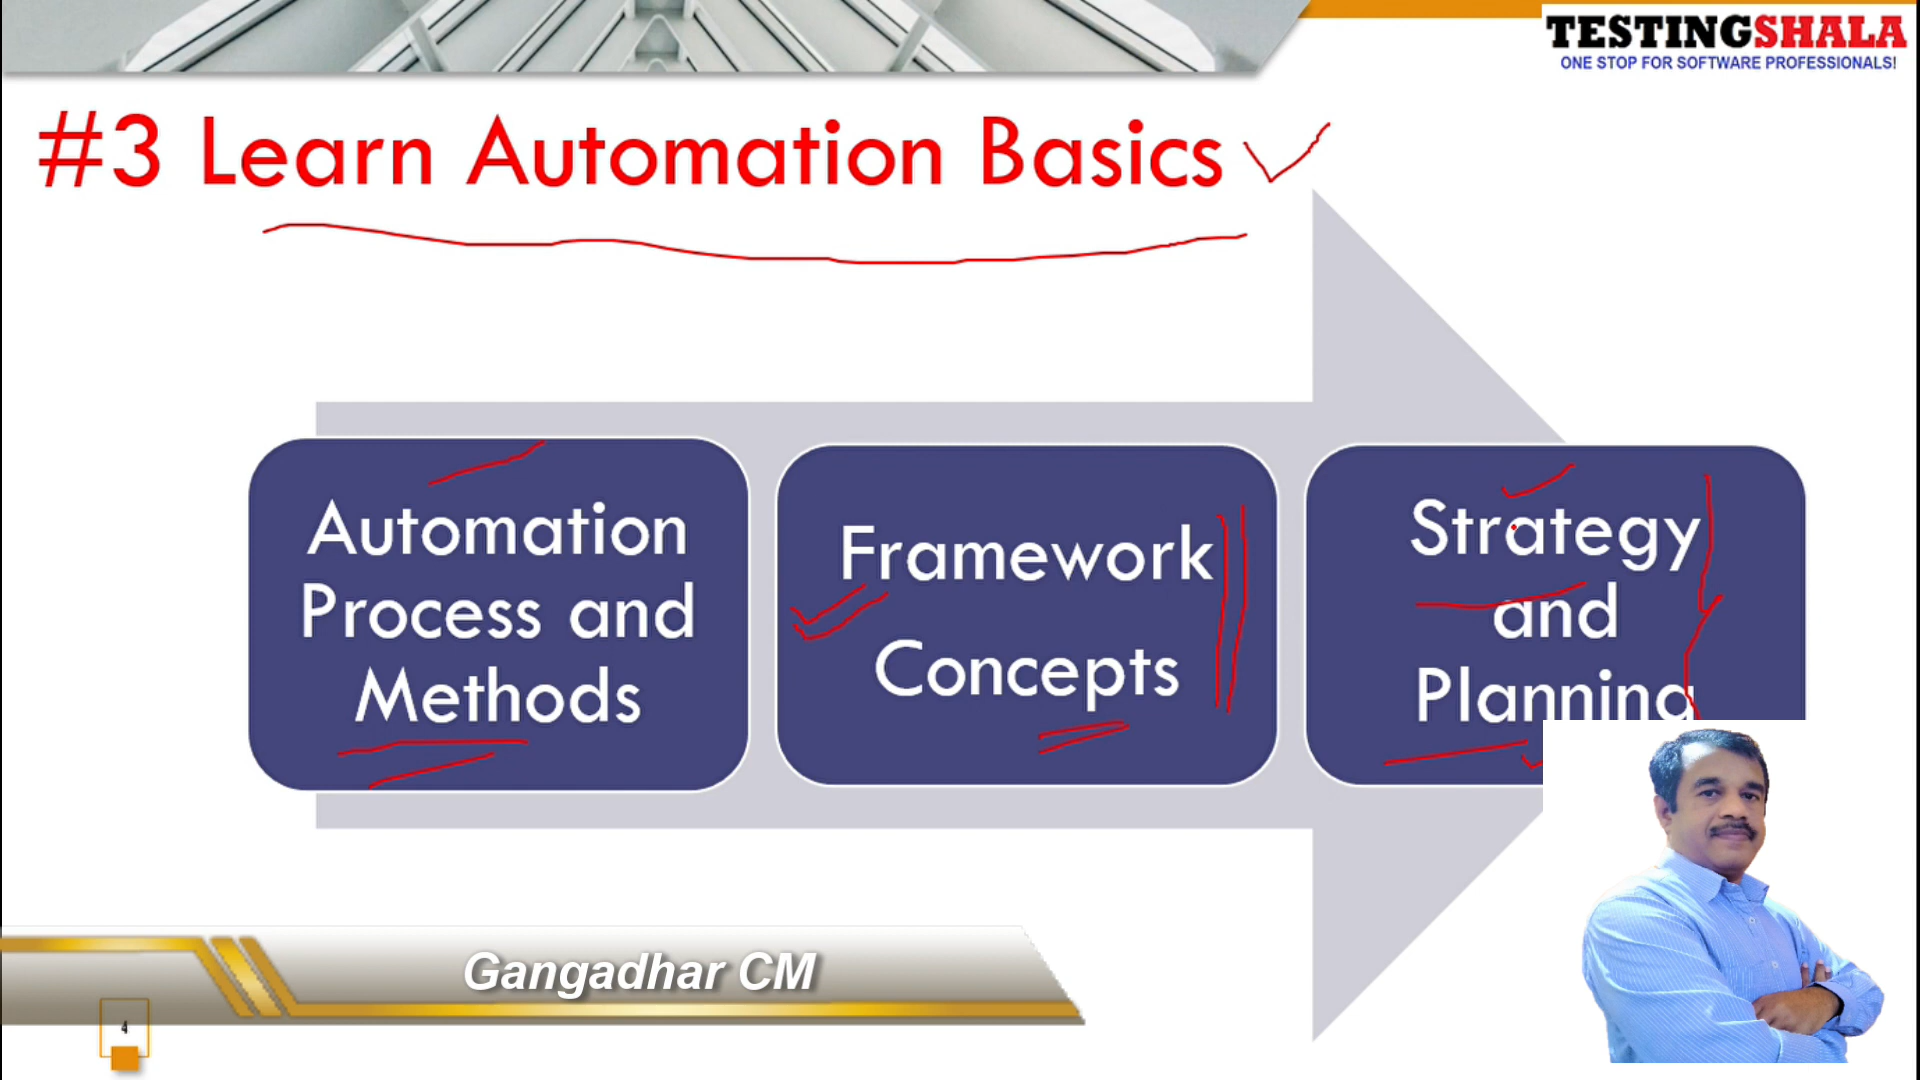 TESTINGSHALA
ONE STOP FOR SOFTWARE PROFESSIONALS!
#3 Learn Automation Basics
Automation
Process and
Methods
Framework
Concepts
Strategy
and
Planning
Gangadhar CM
4